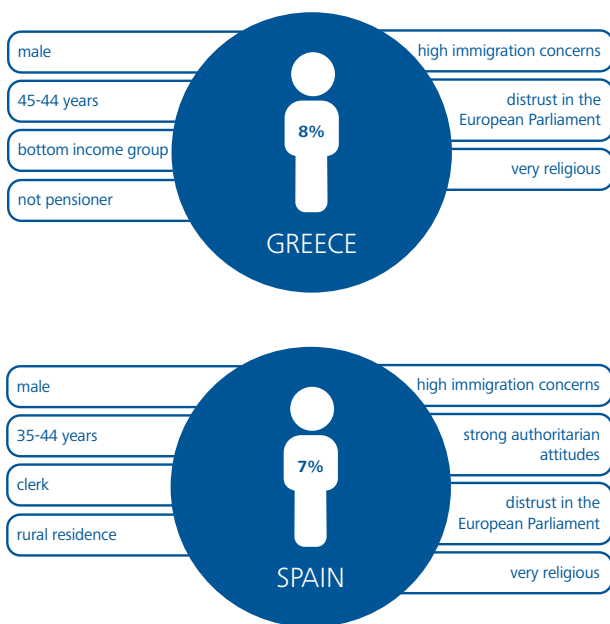 male
45-44 years
bottom income group
not pensioner
8%
GREECE
high immigration concerns
distrust in the
European Parliament
very religious
male
35-44 years
clerk
rural residence
7%
SPAIN
high immigration concerns
strong authoritarian
attitudes
distrust in the
European Parliament
very religious